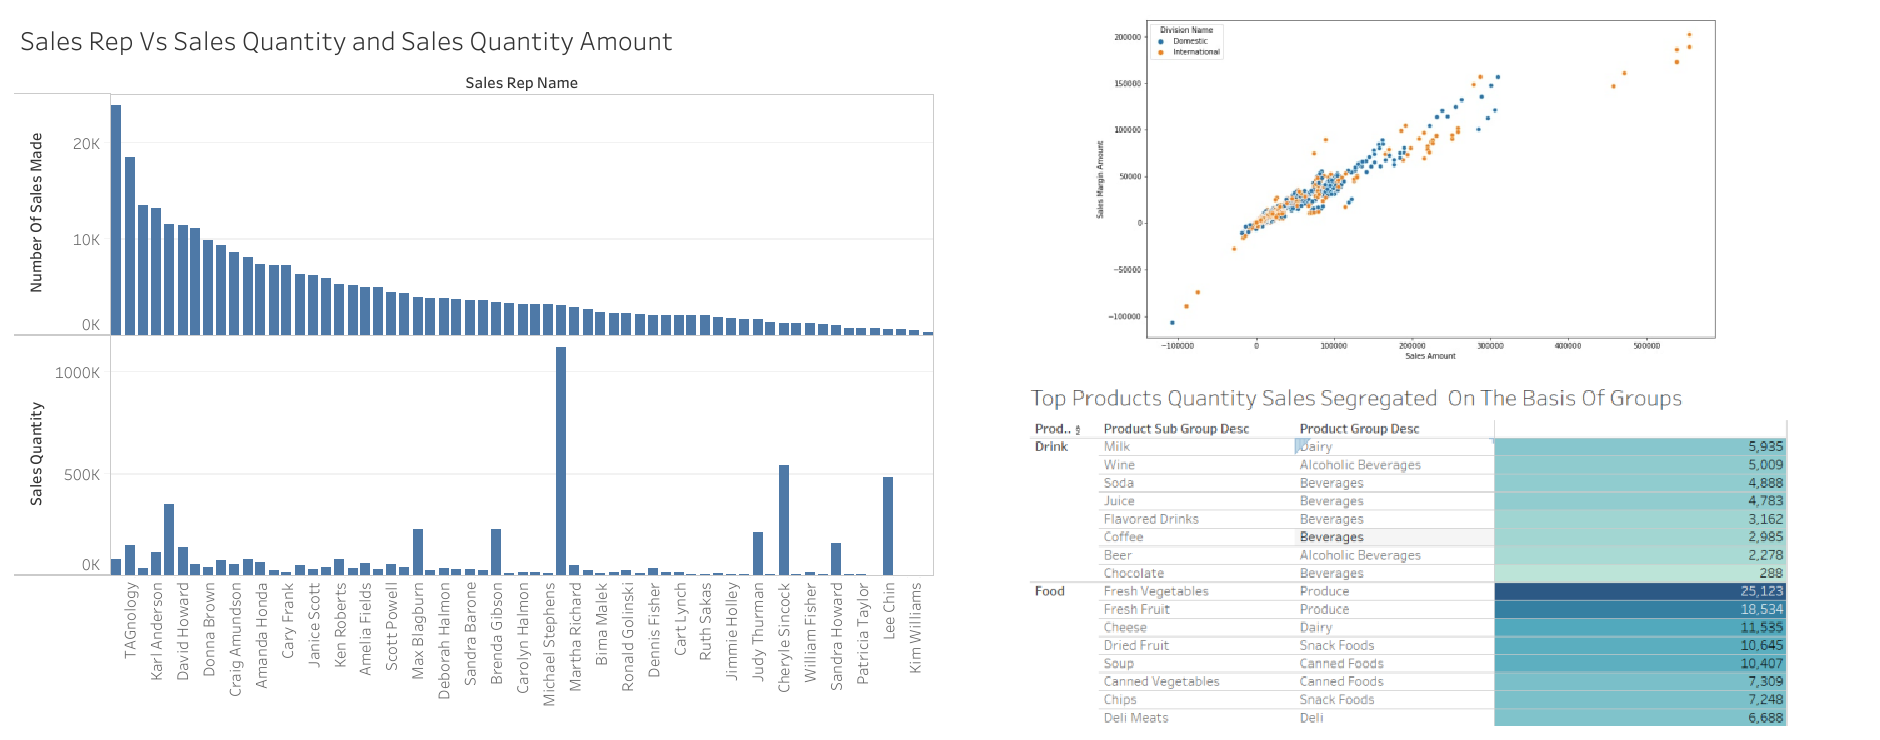 Sales Rep Vs Sales Quantity and Sales Quantity Amount
Sales Rep Name
Number Of Sales Made
20K
10K
0K
Sales Quantity
1000K
500K
0K
TAGnology
Karl Anderson
David Howard
Donna Brown
Craig Amundson
Amanda Honda
Cary Frank
Janice Scott
Ken Roberts
Amelia Fields
Scott Powell
Max Blagburn
Deborah Halmon
Sandra Barone
Brenda Gibson
Carolyn Halmon
Michael Stephens
Martha Richard
Bima Malek
Ronald Golinski
Dennis Fisher
Cart Lynch
Ruth Sakas
Jimmie Holley
Judy Thurman
Cheryle Sincock
William Fisher
Sandra Howard
Patricia Taylor
Lee Chin
Kim Williams
Division Name
Domestic
International
Sales Margin Amount
200000
150000
100000
50000
0
−50000
−100000
−100000 0 100000 200000 300000 400000 500000
Sales Amount
Top Products Quantity Sales Segregated On The Basis Of Groups
Prod.. Product Sub Group Desc Product Group Desc
Drink Milk Dairy 5,935
Wine Alcoholic Beverages 5,009
Soda Beverages 4,888
Juice Beverages 4,783
Flavored Drinks Beverages 3,162
Coffee Beverages 2,985
Beer Alcoholic Beverages 2,278
Chocolate Beverages 288
Food Fresh Vegetables Produce 25,123
Fresh Fruit Produce 18,534
Cheese Dairy 11,535
Dried Fruit Snack Foods 10,645
Soup Canned Foods 10,407
Canned Vegetables Canned Foods 7,309
Chips Snack Foods 7,248
Deli Meats Deli 6,688